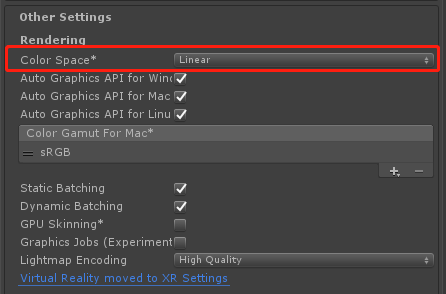 Other Settings
Rendering
Color Space* Linear
Auto Graphics API for Wind
Auto Graphics API for Mac
Auto Graphics API for Linu
Color Gamut For Mac*
sRGB
Static Batching
Dynamic Batching
GPU Skinning*
Graphics Jobs (Experiment
Lightmap Encoding High Quality
Virtual Reality moved to XR Settings